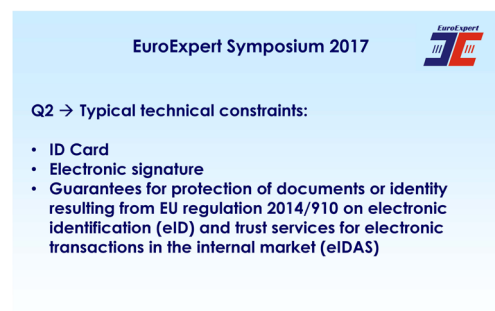 EuroExpert
EuroExpert Symposium 2017
Q2 → Typical technical constraints:
• ID Card
• Electronic signature
• Guarantees for protection of documents or identity
resulting from EU regulation 2014/910 on electronic
identification (eID) and trust services for electronic
transactions in the internal market (eIDAS)